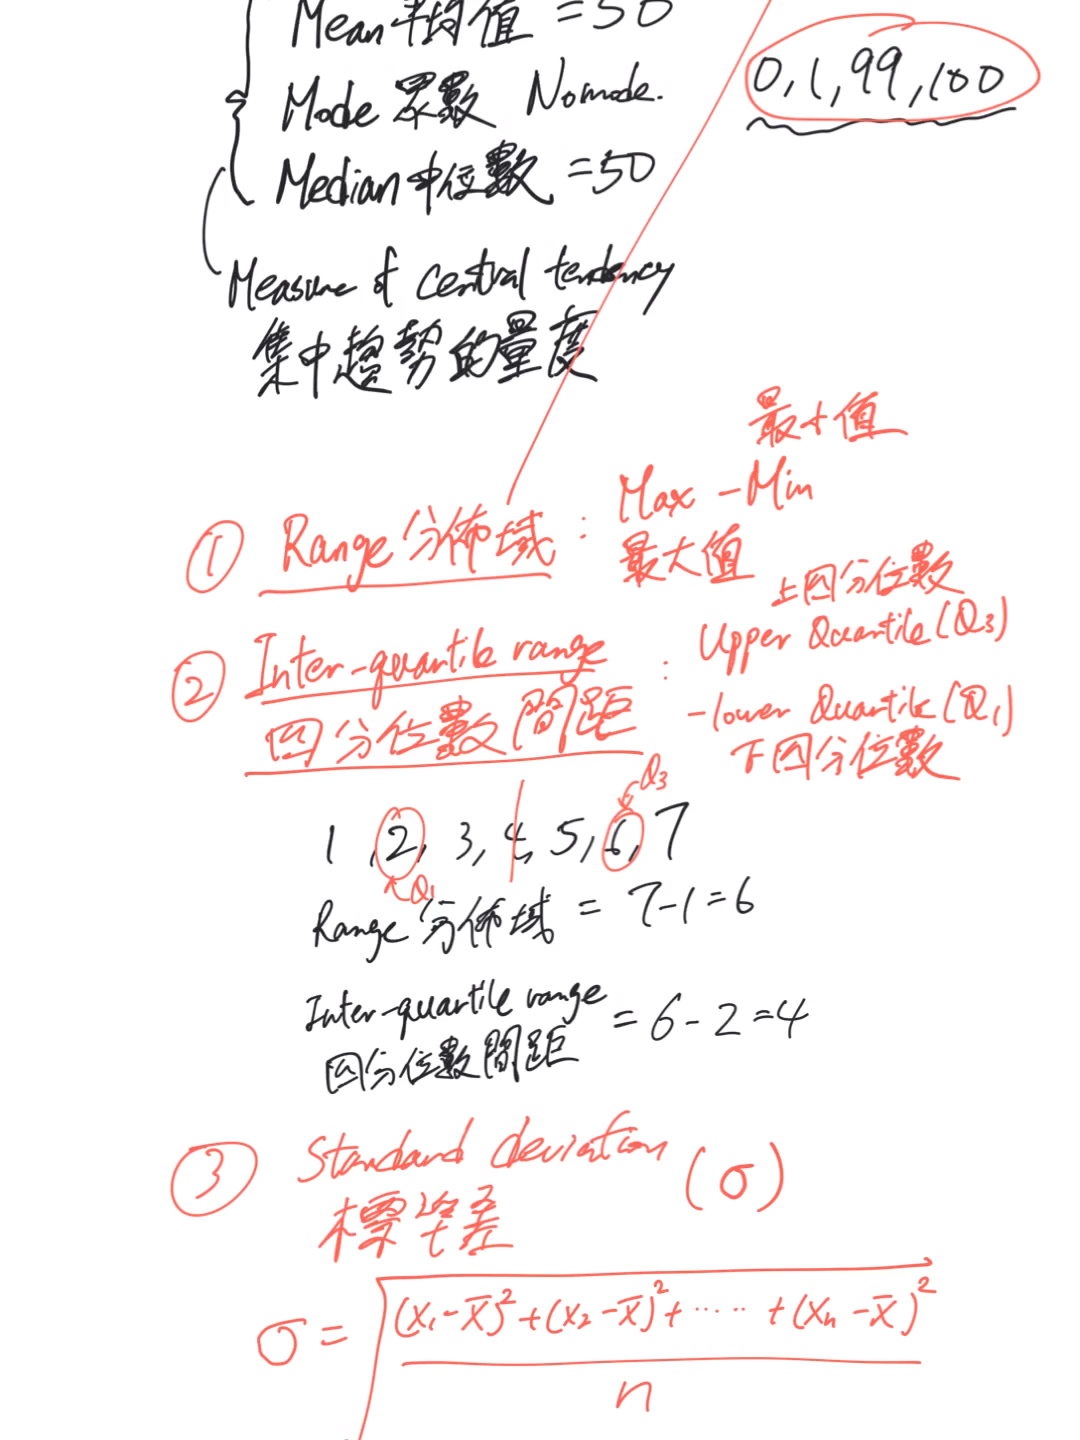 Mean 平均值 = 50
0, 1, 99, 100
Mode 眾數 No mode.
Median 中位數 = 50
Measure of central tendency
集中趨勢的量度
最小值
① Range 分佈域 : Max - Min
最大值
上四分位數
② Inter-quantile range : Upper Quantile (Q3)
四分位數間距 - lower Quantile (Q1)
下四分位數
Q3
1, 2, 3, 4, 5, 6, 7
Q1
Range 分佈域 = 7-1=6
Inter-quartile range = 6-2=4
四分位數間距
③ Standard deviation (σ)
標準差
σ = √((x₁-x̄)²+(x₂-x̄)²+……+(xₙ-x̄)²
n